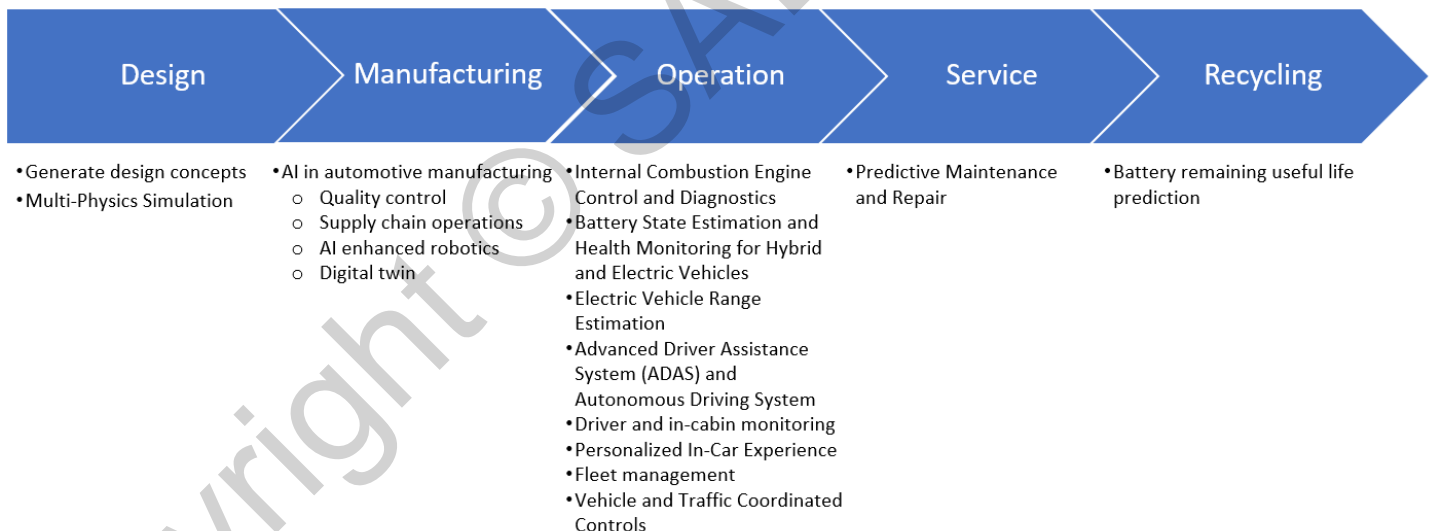 Design
Manufacturing
Operation
Service
Recycling
•Generate design concepts
•Multi-Physics Simulation
•AI in automotive manufacturing
o Quality control
o Supply chain operations
o AI enhanced robotics
o Digital twin
•Internal Combustion Engine
Control and Diagnostics
•Battery State Estimation and
Health Monitoring for Hybrid
and Electric Vehicles
•Electric Vehicle Range
Estimation
•Advanced Driver Assistance
System (ADAS) and
Autonomous Driving System
•Driver and in-cabin monitoring
•Personalized In-Car Experience
•Fleet management
•Vehicle and Traffic Coordinated
Controls
•Predictive Maintenance
and Repair
•Battery remaining useful life
prediction